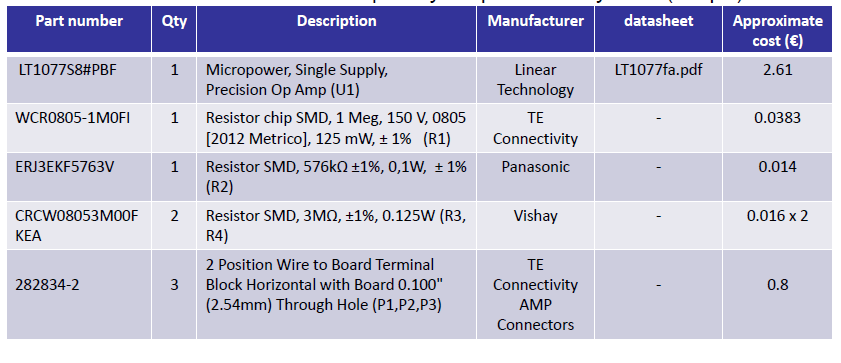 Part number Qty Description Manufacturer datasheet Approximate
cost (€)
LT1077S8#PBF 1 Micropower, Single Supply, Linear LT1077fa.pdf 2.61
Precision Op Amp (U1) Technology
WCR0805-1M0FI 1 Resistor chip SMD, 1 Meg, 150 V, 0805 TE - 0.0383
[2012 Metrico], 125 mW, ± 1% (R1) Connectivity
ERJ3EKF5763V 1 Resistor SMD, 576kΩ ±1%, 0,1W, ± 1% Panasonic - 0.014
(R2)
CRCW08053M00F 2 Resistor SMD, 3MΩ, ±1%, 0.125W (R3, Vishay - 0.016 x 2
KEA R4)
2 Position Wire to Board Terminal TE
282834-2 3 Block Horizontal with Board 0.100" Connectivity - 0.8
(2.54mm) Through Hole (P1,P2,P3) AMP
Connectors